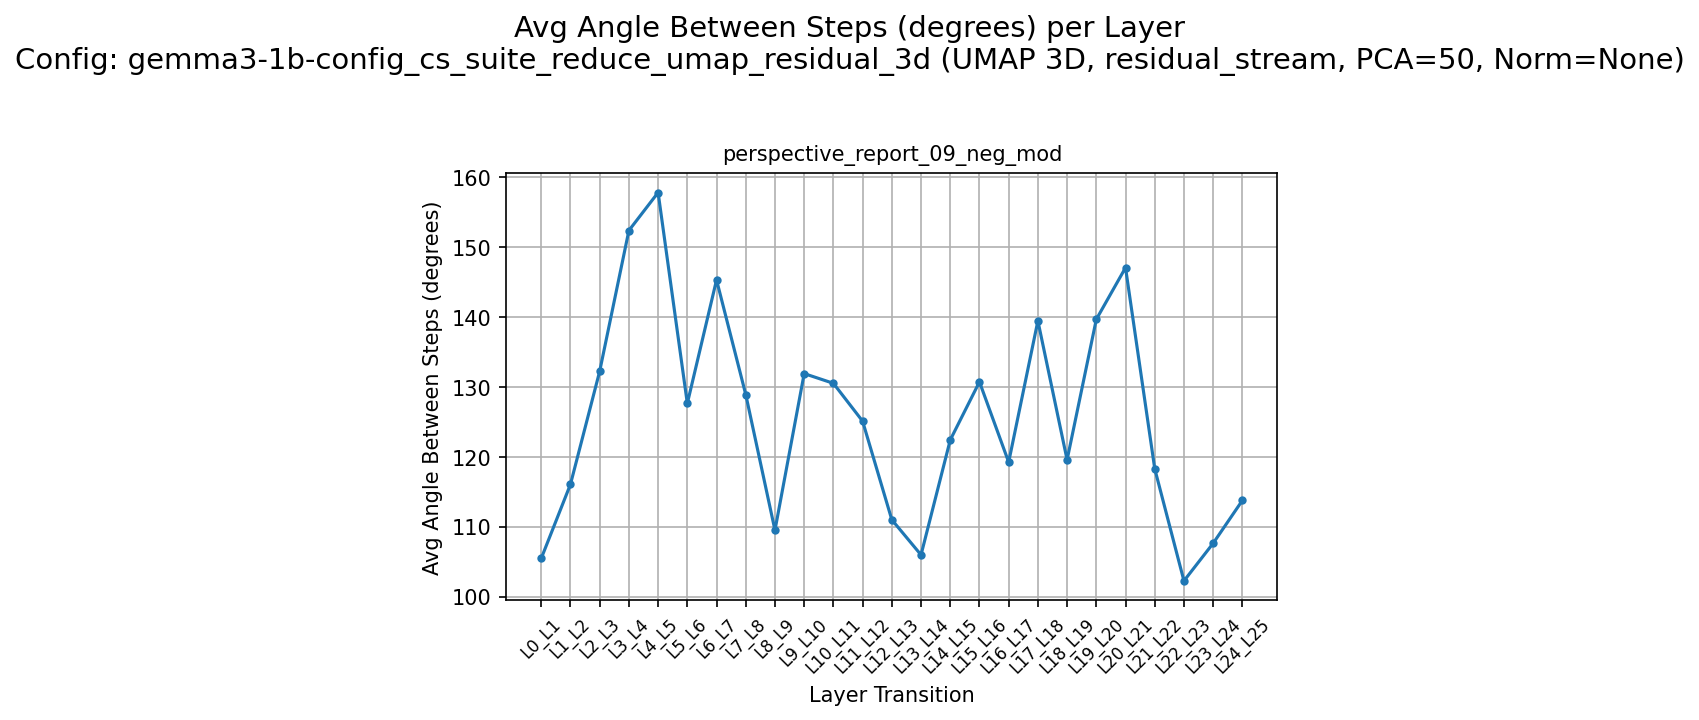 Avg Angle Between Steps (degrees) per Layer
Config: gemma3-1b-config_cs_suite_reduce_umap_residual_3d (UMAP 3D, residual_stream, PCA=50, Norm=None)
perspective_report_09_neg_mod
Avg Angle Between Steps (degrees)
160
150
140
130
120
110
100
L0_L1
L1_L2
L2_L3
L3_L4
L4_L5
L5_L6
L6_L7
L7_L8
L8_L9
L9_L10
L10_L11
L11_L12
L12_L13
L13_L14
L14_L15
L15_L16
L16_L17
L17_L18
L18_L19
L19_L20
L20_L21
L21_L22
L22_L23
L23_L24
L24_L25
Layer Transition